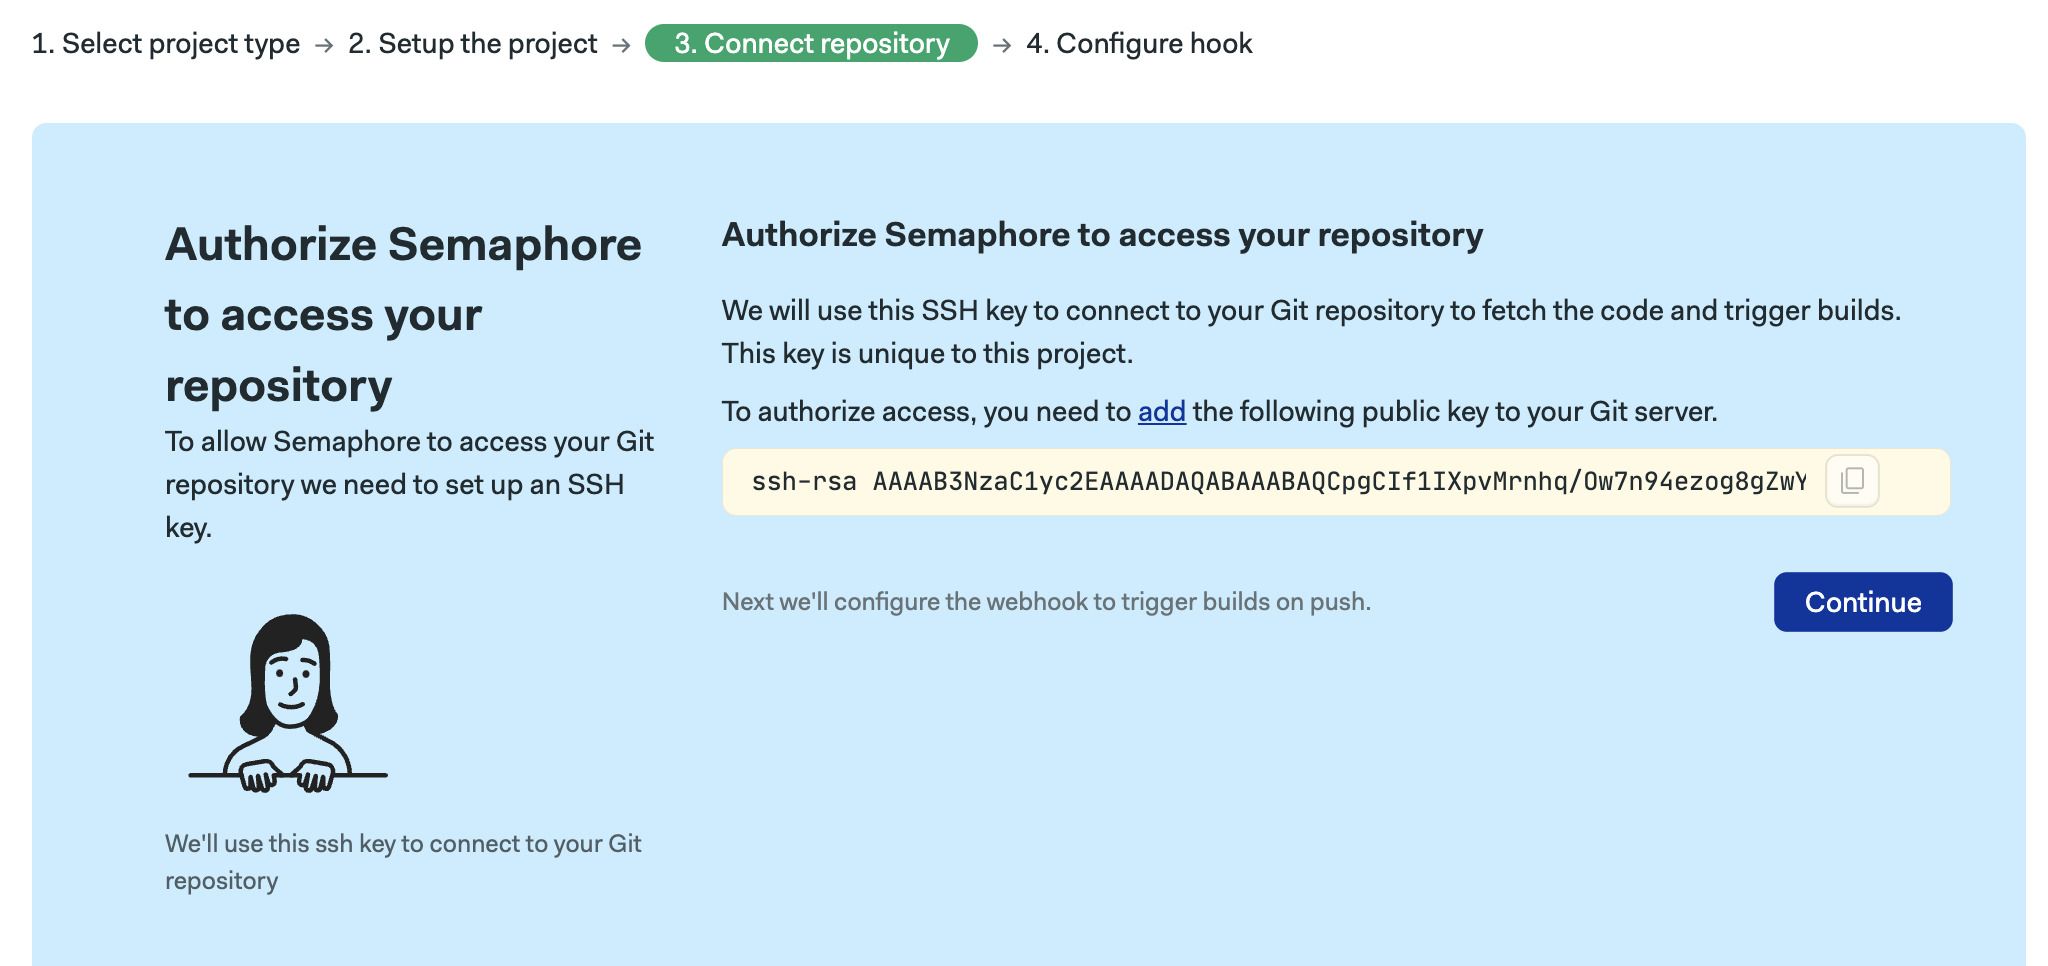 1. Select project type → 2. Setup the project → 3. Connect repository → 4. Configure hook
Authorize Semaphore
to access your
repository
To allow Semaphore to access your Git
repository we need to set up an SSH
key.
We'll use this ssh key to connect to your Git
repository
Authorize Semaphore to access your repository
We will use this SSH key to connect to your Git repository to fetch the code and trigger builds.
This key is unique to this project.
To authorize access, you need to add the following public key to your Git server.
ssh-rsa AAAAB3NzaC1yc2EAAAADAQABAAABAQCpgCIf1IXpvMrnhq/Ow7n94ezog8gZwY
Next we'll configure the webhook to trigger builds on push.
Continue